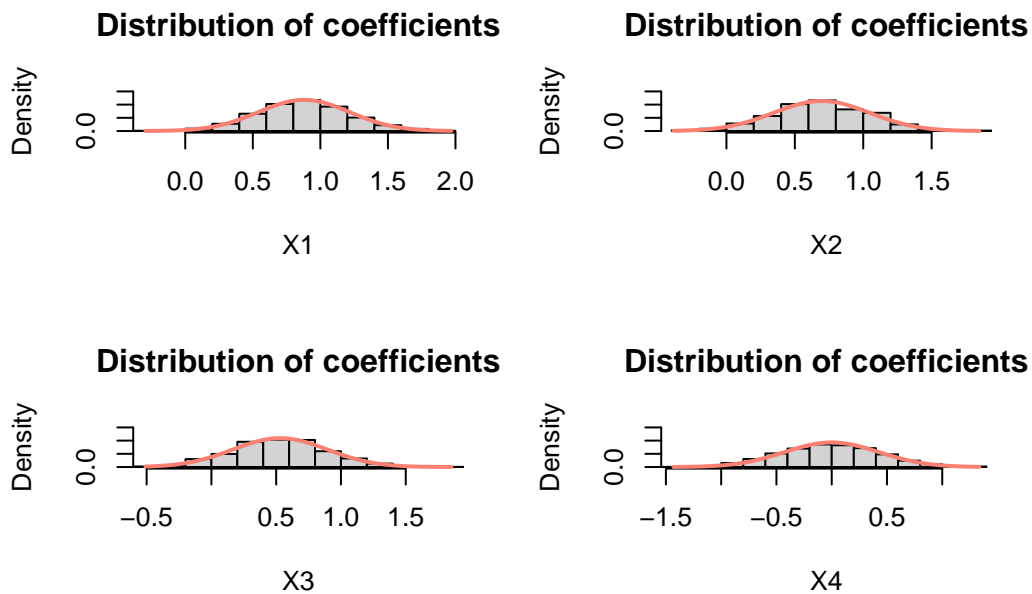 Distribution of coefficients
Density
0.0
0.0 0.5 1.0 1.5 2.0
X1
Distribution of coefficients
Density
0.0
0.0 0.5 1.0 1.5
X2
Distribution of coefficients
Density
0.0
−0.5 0.5 1.0 1.5
X3
Distribution of coefficients
Density
0.0
−1.5 −0.5 0.5
X4